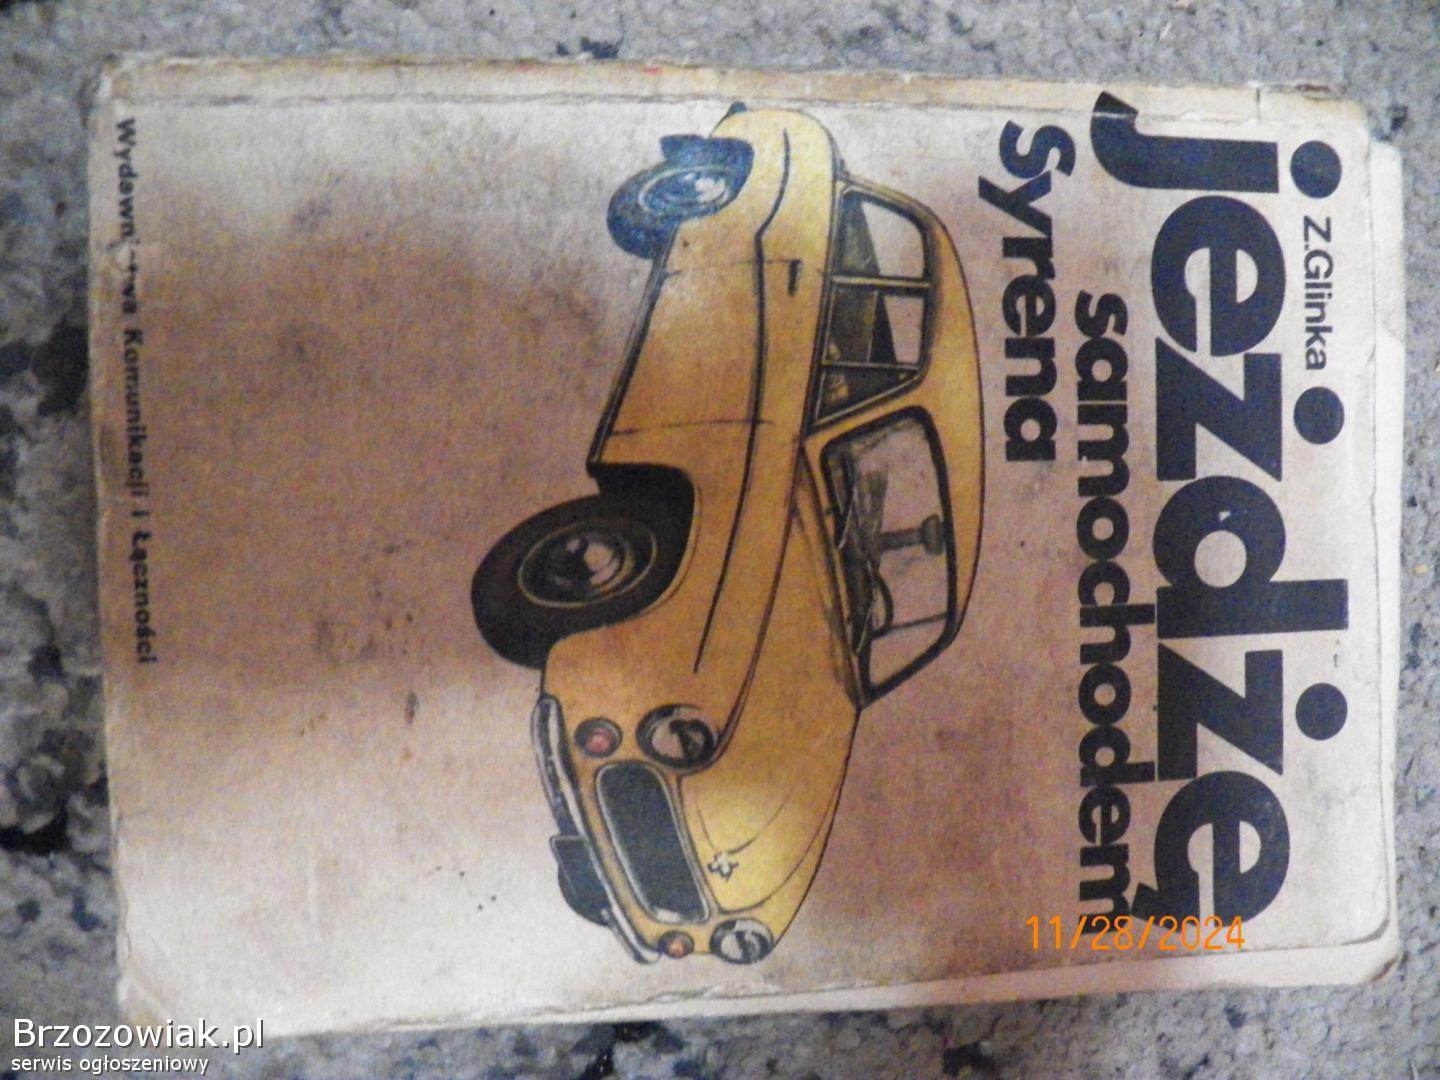 Z.Glinka
jeżdżę
samochodem
Syrena
Wydawnictwa Komunikacji i Łączności
11/28/2024
Brzozowiak.pl
serwis ogłoszeniowy